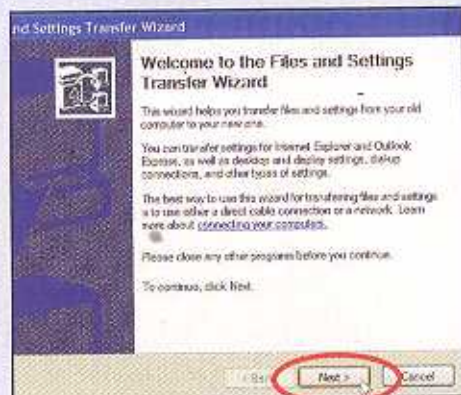 nd Settings Transfer Wizard
Welcome to the Files and Settings
Transfer Wizard
This wizard helps you transfer files and settings from your old
computer to your new one.
You can transfer settings for Internet Explorer and Outlook
Express, as well as desktop and display settings, dial-up
connections, and other types of settings.
The best way to use this wizard for transferring files and settings
is to use either a direct cable connection or a network. Learn
more about connecting your computers.
Please close any other programs before you continue.
To continue, click Next.
< Back
Next >
Cancel